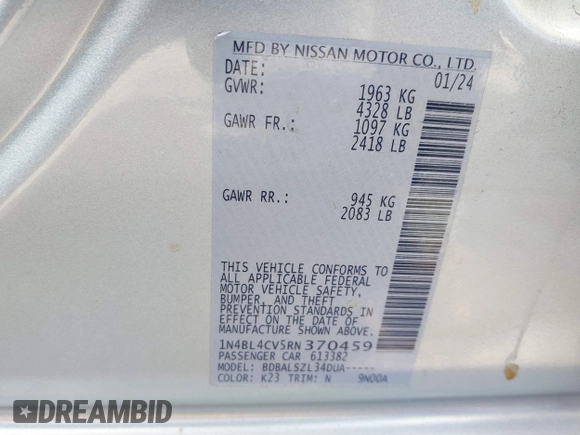 MFD BY NISSAN MOTOR CO., LTD.
DATE: 01/24
GVWR: 1963 KG
4328 LB
GAWR FR.: 1097 KG
2418 LB
GAWR RR.: 945 KG
2083 LB
THIS VEHICLE CONFORMS TO
ALL APPLICABLE FEDERAL
MOTOR VEHICLE SAFETY,
BUMPER, AND THEFT
PREVENTION STANDARDS IN
EFFECT ON THE DATE OF
MANUFACTURE SHOWN ABOVE.
1N4BL4CV5RN370459
PASSENGER CAR 613382
MODEL: BDBALSZL34DUA-----
COLOR: K23 TRIM: N 9N00A
DREAMBID